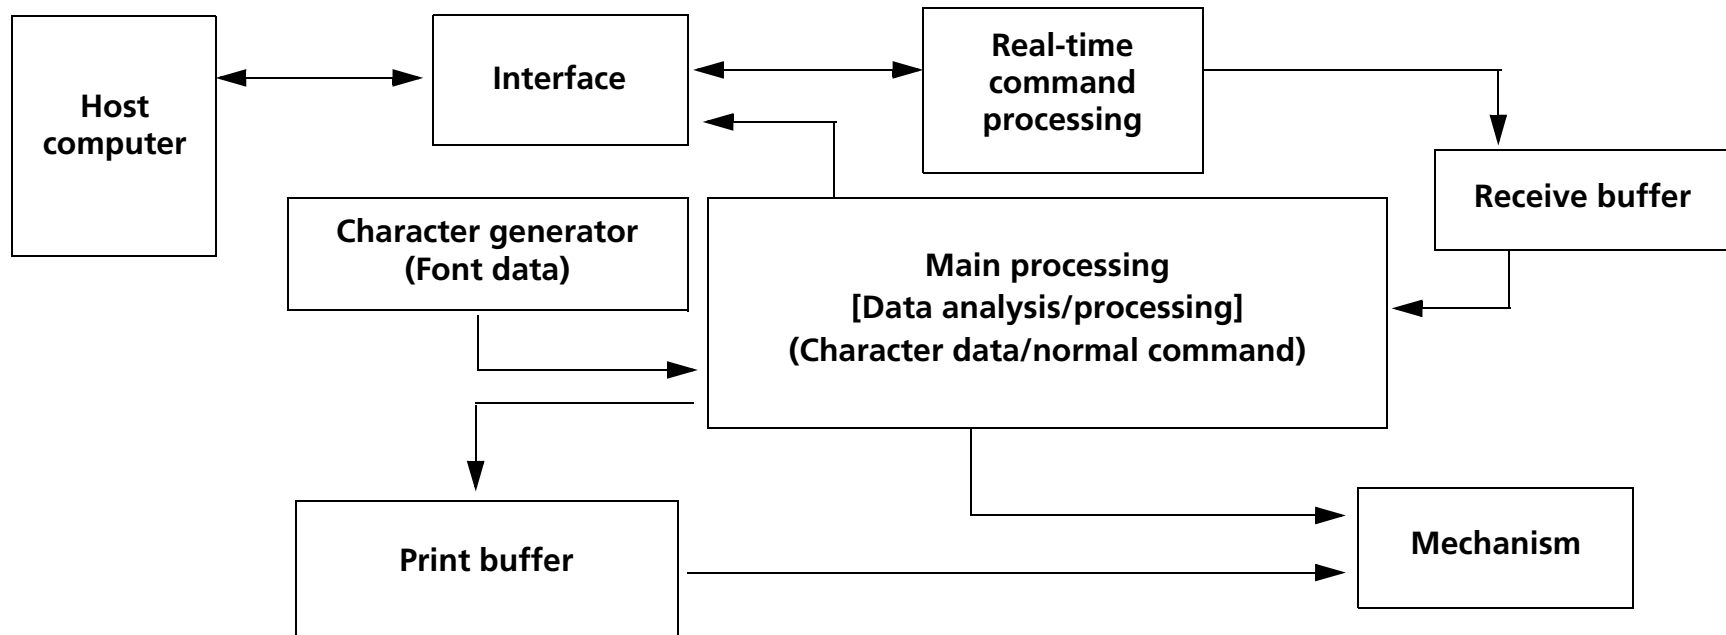 Host
computer
Interface
Real-time
command
processing
Receive buffer
Character generator
(Font data)
Main processing
[Data analysis/processing]
(Character data/normal command)
Print buffer
Mechanism